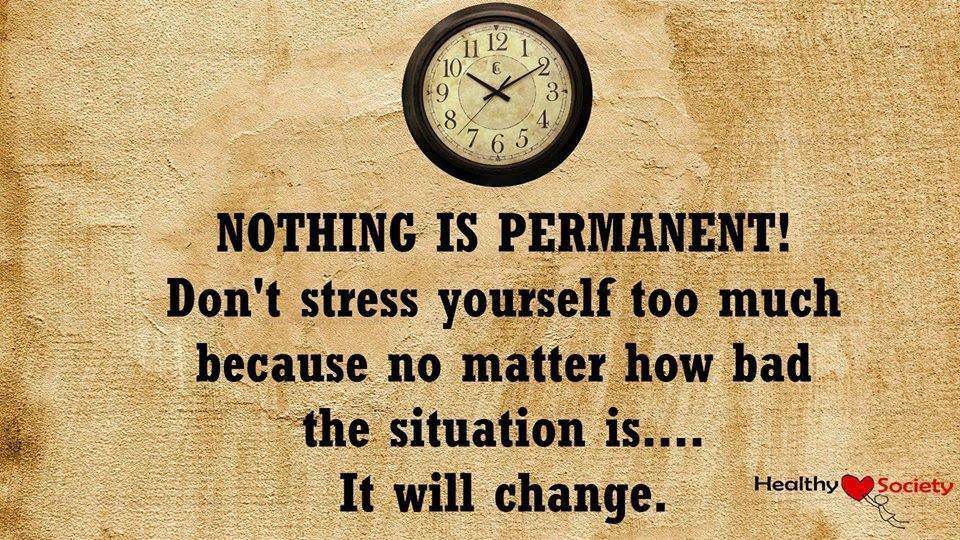 11 12 1
10 2
9 3
8 4
7 6 5
NOTHING IS PERMANENT!
Don't stress yourself too much
because no matter how bad
the situation is....
It will change.
Healthy Society